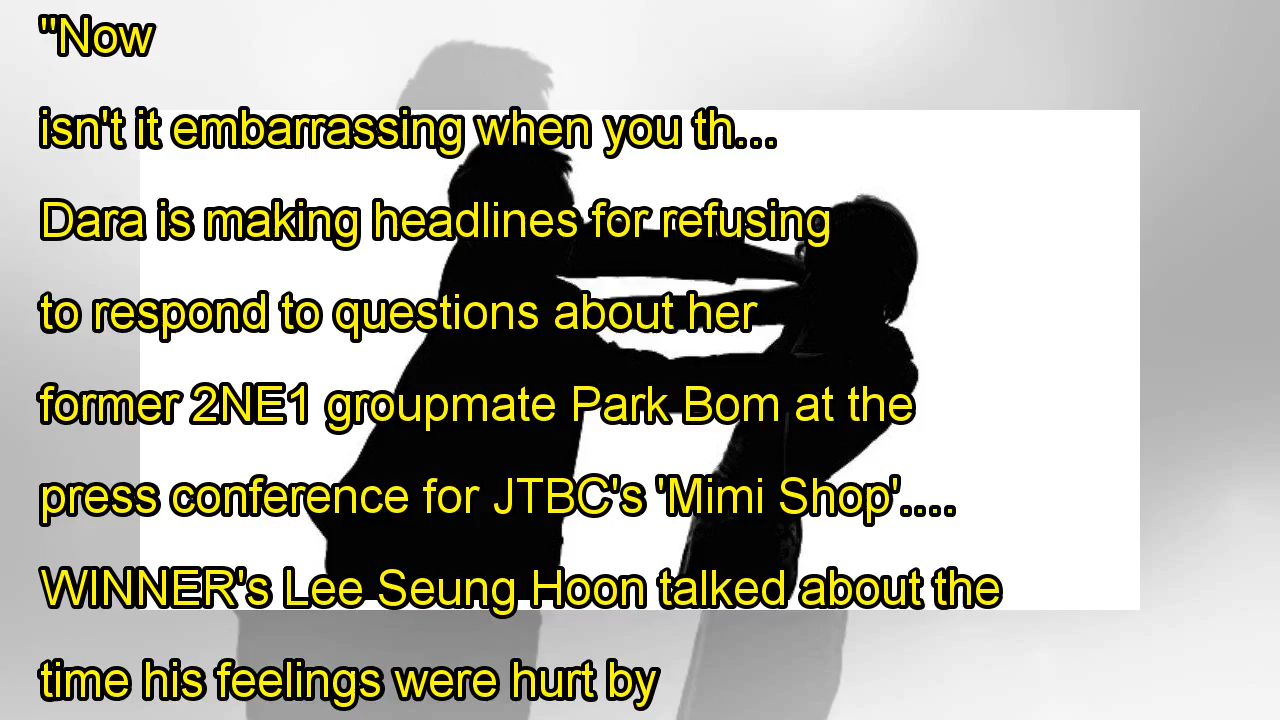 "Now
isn't it embarrassing when you th...
Dara is making headlines for refusing
to respond to questions about her
former 2NE1 groupmate Park Bom at the
press conference for JTBC's 'Mimi Shop'....
WINNER's Lee Seung Hoon talked about the
time his feelings were hurt by